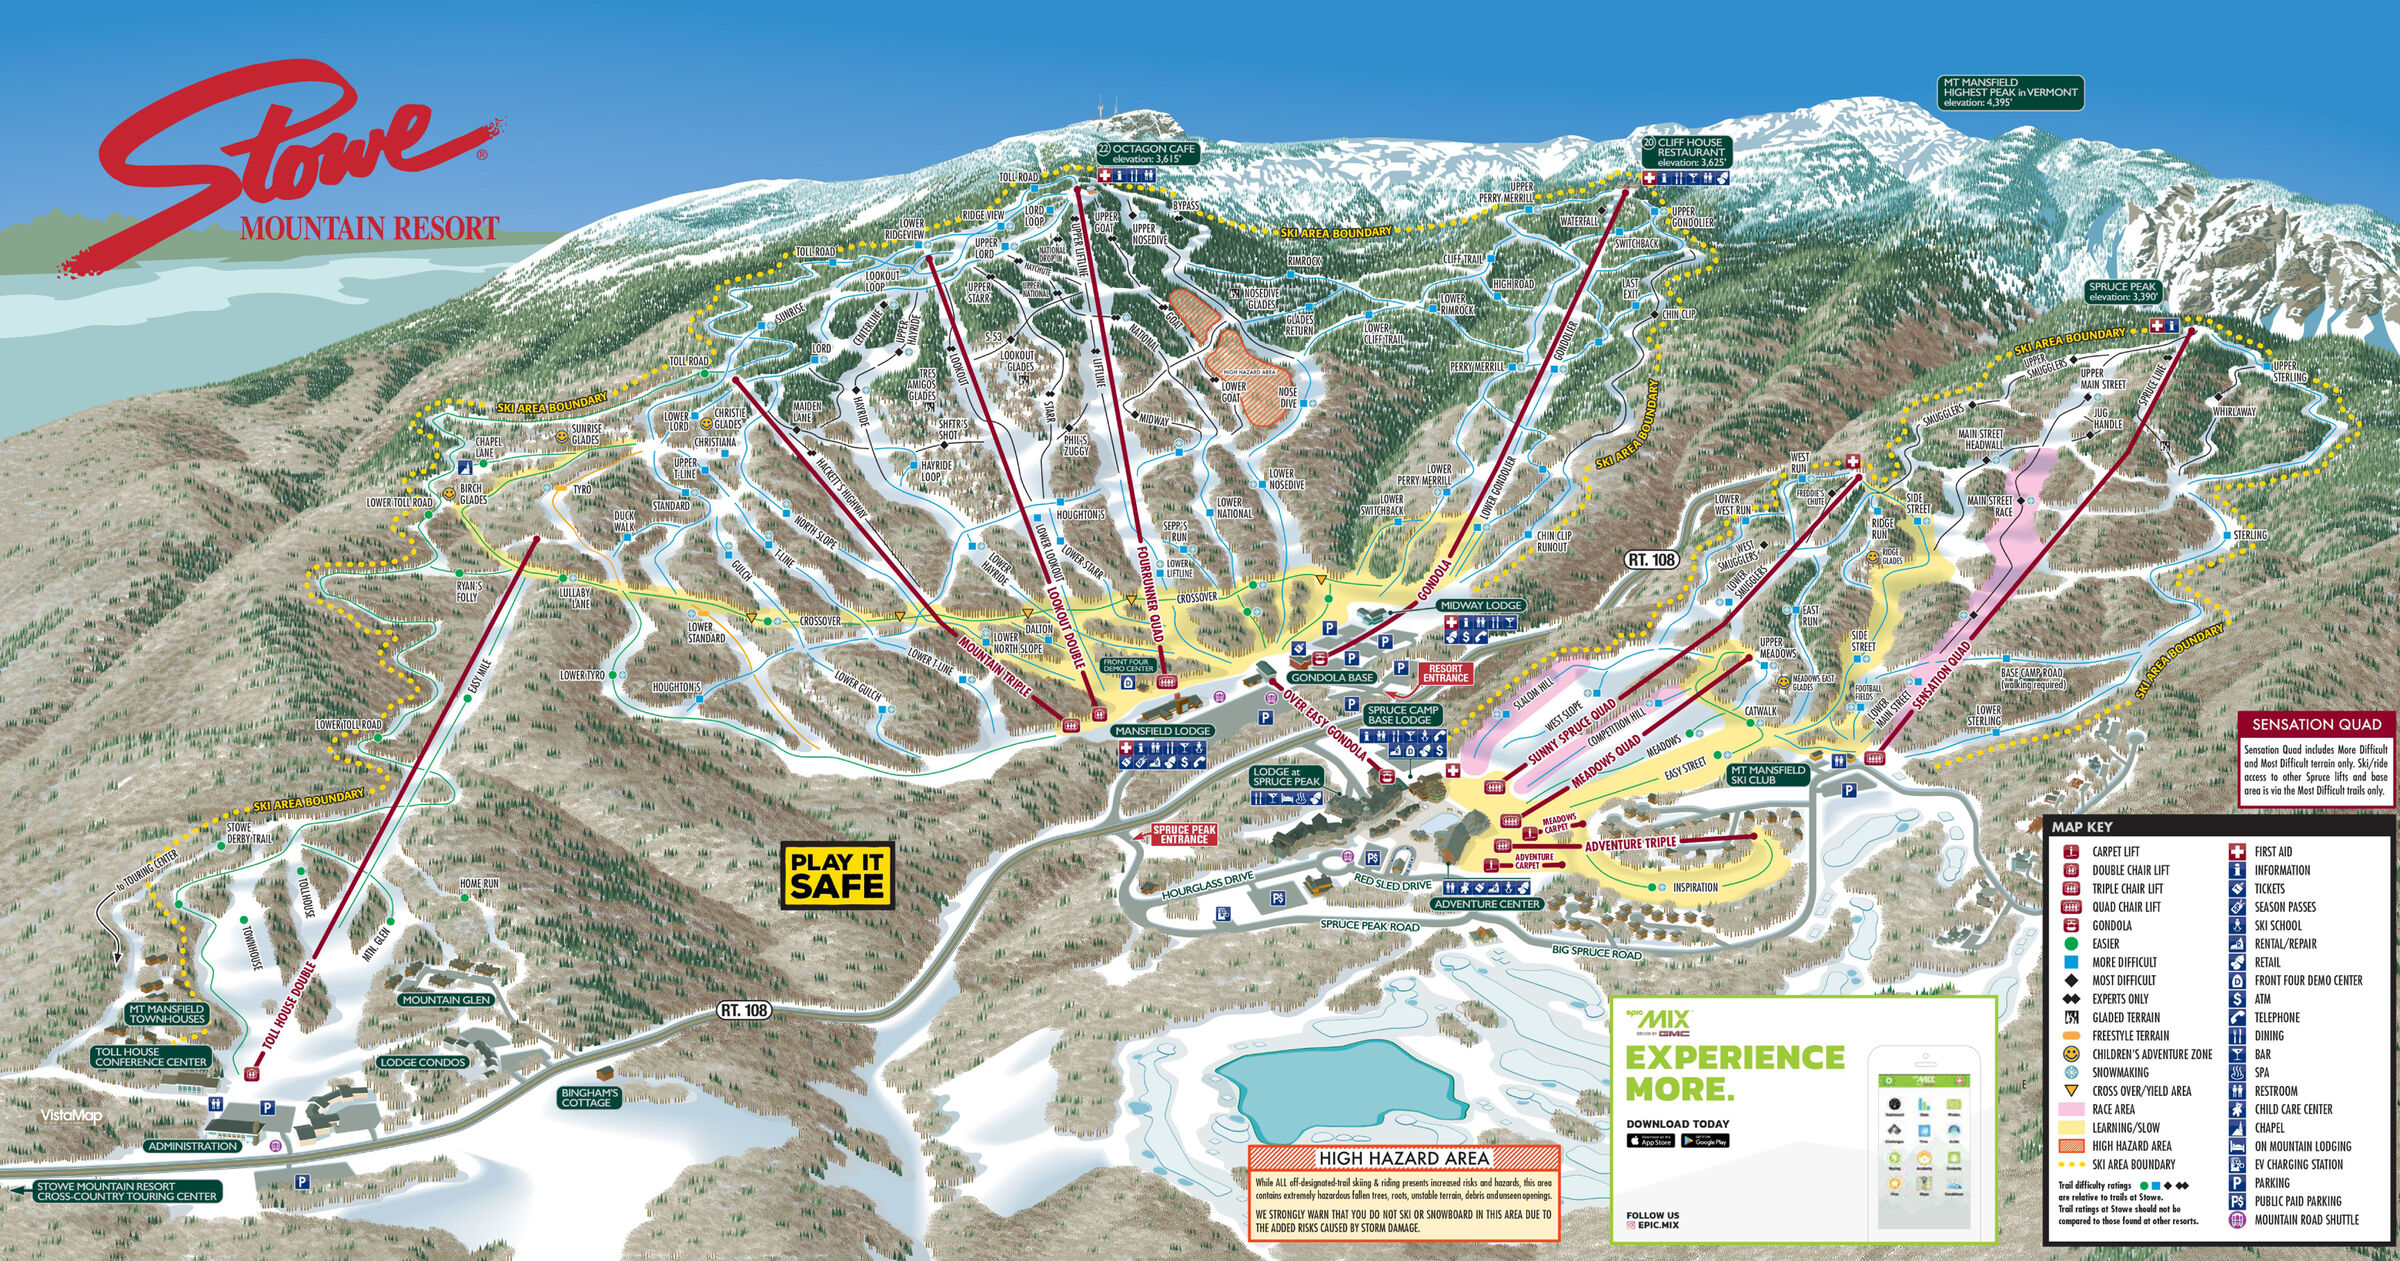 Stowe®
MOUNTAIN RESORT
MT MANSFIELD
HIGHEST PEAK in VERMONT
elevation: 4,395'
22 OCTAGON CAFE
elevation: 3,615'
20 CLIFF HOUSE
RESTAURANT
elevation: 3,625'
SPRUCE PEAK
elevation: 3,390'
TOLL ROAD
RIDGE VIEW
LORD
LOOP
LOWER
RIDGEVIEW
UPPER
LORD
TOLL ROAD
LOOKOUT
LOOP
UPPER LIFTLINE
UPPER
GOAT
UPPER
NOSEDIVE
BYPASS
NATIONAL
DROP IN
HAYCHUTE
UPPER
NATIONAL
UPPER
STARR
SKI AREA BOUNDARY
UPPER
PERRY MERRILL
WATERFALL
UPPER
GONDOLIER
SWITCHBACK
CLIFF TRAIL
RIMROCK
HIGH ROAD
LAST
EXIT
CHIN CLIP
NOSEDIVE
GLADES
GLADES
RETURN
LOWER
RIMROCK
LOWER
CLIFF TRAIL
GONDOLIER
PERRY MERRILL
SUNRISE
CENTERLINE
UPPER
HAYRIDE
LORD
TOLL ROAD
S-53
LOOKOUT
GLADES
LOOKOUT
LIFTLINE
NATIONAL
GOAT
HIGH HAZARD AREA
LOWER
GOAT
NOSE
DIVE
TRES
AMIGOS
GLADES
STARR
MIDWAY
PHIL'S
ZUGGY
MAIDEN
LANE
HAYRIDE
SHTR'S
SHOT
HAYRIDE
LOOP
SKI AREA BOUNDARY
SUNRISE
GLADES
CHAPEL
LANE
LOWER
LORD
CHRISTIE
GLADES
CHRISTIANA
UPPER
T-LINE
STANDARD
BIRCH
GLADES
LOWER TOLL ROAD
TYRO
DUCK
WALK
GULCH
T-LINE
NORTH SLOPE
HACKETT'S HIGHWAY
HOUGHTON'S
LOWER
NATIONAL
LOWER
NOSEDIVE
SEPP'S
RUN
LOWER
LIFTLINE
LOWER STARR
LOWER LOOKOUT
LOWER
HAYRIDE
LOWER
PERRY MERRILL
LOWER
SWITCHBACK
LOWER GONDOLIER
CHIN CLIP
RUNOUT
SKI AREA BOUNDARY
RYAN'S
FOLLY
LULLABY
LANE
CROSSOVER
CROSSOVER
LOWER
STANDARD
LOWER
NORTH SLOPE
DALTON
LOWER T-LINE
LOWER GULCH
LOWER TYRO
HOUGHTON'S
EASY MILE
LOWER TOLL ROAD
MOUNTAIN TRIPLE
LOOKOUT DOUBLE
FOURRUNNER QUAD
GONDOLA
OVER EASY GONDOLA
FRONT FOUR
DEMO CENTER
MANSFIELD LODGE
GONDOLA BASE
MIDWAY LODGE
RESORT
ENTRANCE
SPRUCE CAMP
BASE LODGE
LODGE at
SPRUCE PEAK
SPRUCE PEAK
ENTRANCE
RT. 108
SKI AREA BOUNDARY
UPPER
SMUGGLERS
SMUGGLERS
UPPER
MAIN STREET
SPRUCE LINE
JUG
HANDLE
UPPER
STERLING
WHIRLAWAY
MAIN STREET
HEADWALL
MAIN STREET
RACE
STERLING
WEST
RUN
FREDDIE'S
CHUTE
LOWER
WEST RUN
SIDE
STREET
RIDGE
RUN
RIDGE
GLADES
WEST
SMUGGLERS
LOWER
SMUGGLERS
EAST
RUN
SIDE
STREET
UPPER
MEADOWS
MEADOWS EAST
GLADES
FOOTBALL
FIELDS
LOWER
MAIN STREET
SENSATION QUAD
BASE CAMP ROAD
(walking required)
LOWER
STERLING
SKI AREA BOUNDARY
SLALOM HILL
WEST SLOPE
SUNNY SPRUCE QUAD
COMPETITION HILL
MEADOWS QUAD
MEADOWS
CATWALK
EASY STREET
MT MANSFIELD
SKI CLUB
MEADOWS
CARPET
ADVENTURE TRIPLE
ADVENTURE
CARPET
INSPIRATION
ADVENTURE CENTER
HOURGLASS DRIVE
RED SLED DRIVE
SPRUCE PEAK ROAD
BIG SPRUCE ROAD
SKI AREA BOUNDARY
STOWE
DERBY TRAIL
to TOURING CENTER
TOLLHOUSE
TOWNHOUSE
MTN. GLEN
HOME RUN
TOLL HOUSE DOUBLE
MT MANSFIELD
TOWNHOUSES
TOLL HOUSE
CONFERENCE CENTER
MOUNTAIN GLEN
LODGE CONDOS
BINGHAM'S
COTTAGE
RT. 108
ADMINISTRATION
STOWE MOUNTAIN RESORT
CROSS-COUNTRY TOURING CENTER
VistaMap
PLAY IT
SAFE
HIGH HAZARD AREA
While ALL off-designated-trail skiing & riding presents increased risks and hazards, this area
contains extremely hazardous fallen trees, roots, unstable terrain, debris andunseen openings.
WE STRONGLY WARN THAT YOU DO NOT SKI OR SNOWBOARD IN THIS AREA DUE TO
THE ADDED RISKS CAUSED BY STORM DAMAGE.
epic MIX
DRIVEN BY GMC
EXPERIENCE
MORE.
DOWNLOAD TODAY
App Store
Google Play
FOLLOW US
EPIC.MIX
SENSATION QUAD
Sensation Quad includes More Difficult
and Most Difficult terrain only. Ski/ride
access to other Spruce lifts and base
area is via the Most Difficult trails only.
MAP KEY
CARPET LIFT
DOUBLE CHAIR LIFT
TRIPLE CHAIR LIFT
QUAD CHAIR LIFT
GONDOLA
EASIER
MORE DIFFICULT
MOST DIFFICULT
EXPERTS ONLY
GLADED TERRAIN
FREESTYLE TERRAIN
CHILDREN'S ADVENTURE ZONE
SNOWMAKING
CROSS OVER/YIELD AREA
RACE AREA
LEARNING/SLOW
HIGH HAZARD AREA
SKI AREA BOUNDARY
Trail difficulty ratings
are relative to trails at Stowe.
Trail ratings at Stowe should not be
compared to those found at other resorts.
FIRST AID
INFORMATION
TICKETS
SEASON PASSES
SKI SCHOOL
RENTAL/REPAIR
RETAIL
FRONT FOUR DEMO CENTER
ATM
TELEPHONE
DINING
BAR
SPA
RESTROOM
CHILD CARE CENTER
CHAPEL
ON MOUNTAIN LODGING
EV CHARGING STATION
PARKING
PUBLIC PAID PARKING
MOUNTAIN ROAD SHUTTLE